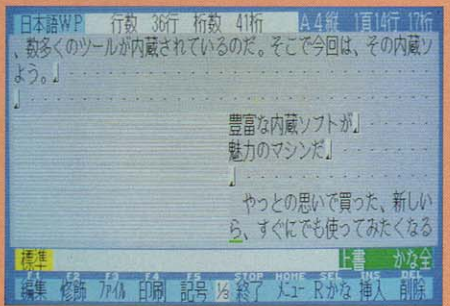 日本語WP 行数 36行 桁数 41桁 A4縦 1頁14行 17桁
、数多くのツールが内蔵されているのだ。そこで今回は、その内蔵ソ
よう。
豊富な内蔵ソフトが
魅力のマシンだ
やっとの思いで買った、新しい
ら、すぐにでも使ってみたくなる
標準 上書 かな全
F1 F2 F3 F4 F5 STOP HOME SEL INS DEL
編集 修飾 ファイル 印刷 記号 1/3 終了 メニュー Rかな 挿入 削除